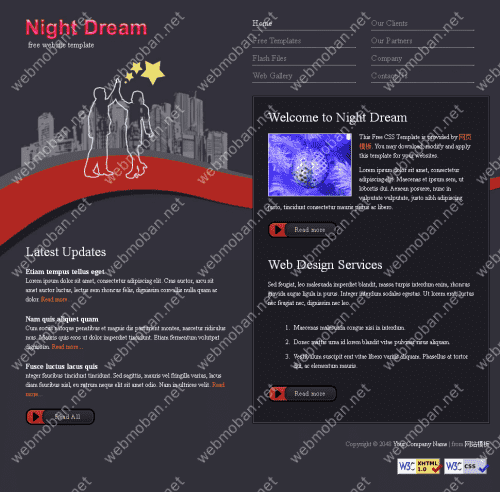 Night Dream
free website template
Home
Our Clients
Free Templates
Our Partners
Flash Files
Company
Web Gallery
Contact
Welcome to Night Dream
This Free CSS Template is provided by 网页
模板. You may download, modify and apply
this template for your websites.
Lorem ipsum dolor sit amet, consectetur
adipiscing elit. Maecenas et ipsum sem, ut
lobortis dui. Aenean posuere, nunc in
vulputate vulputate, justo nibh adipiscing
justo, tincidunt consectetur mauris purus ac libero.
Read more
Latest Updates
Etiam tempus tellus eget
Lorem ipsum dolor sit amet, consectetur adipiscing elit. Cras auctor, arcu sit
amet auctor luctus, lectus sem rhoncus felis, dignissim convallis nulla quam ac
dolor. Read more...
Nam quis aliquet quam
Cum sociis natoque penatibus et magnis dis parturient montes, nascetur ridiculus
mus. Mauris quis eros ut dolor imperdiet tincidunt. Etiam fermentum volutpat
dignissim. Read more...
Fusce luctus lacus quis
nteger faucibus tincidunt tincidunt. Sed sagittis, mauris vel fringilla varius, lacus
diam faucibus nisl, eu rutrum neque elit sit amet odio. Nam in ultrices velit. Read
more...
Read All
Web Design Services
Sed feugiat, leo malesuada imperdiet blandit, massa turpis interdum enim, rhoncus
gravida augue ligula in purus. Integer interdum sodales egestas. Ut lorem erat, luctus
nec feugiat nec, dignissim nec leo.
1. Maecenas malesuada congue nisi in interdum.
2. Donec mattis urna id lorem blandit vitae pulvinar risus aliquam.
3. Vestibulum suscipit erat vitae libero varius aliquam. Phasellus at tortor
dui, ac elementum mauris.
Read more
Copyright © 2048 Your Company Name | from 网站模板
W3C XHTML 1.0
W3C CSS
webmoban.net